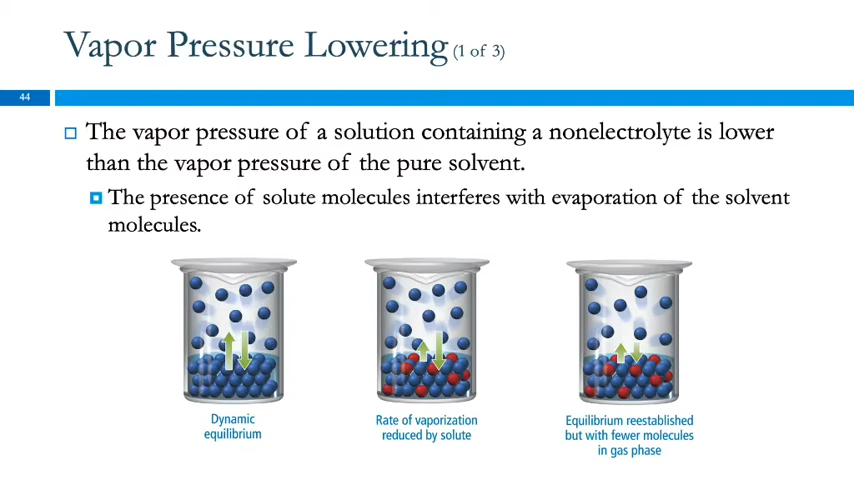 Vapor Pressure Lowering (1 of 3)
44
The vapor pressure of a solution containing a nonelectrolyte is lower
than the vapor pressure of the pure solvent.
The presence of solute molecules interferes with evaporation of the solvent
molecules.
Dynamic
equilibrium
Rate of vaporization
reduced by solute
Equilibrium reestablished
but with fewer molecules
in gas phase